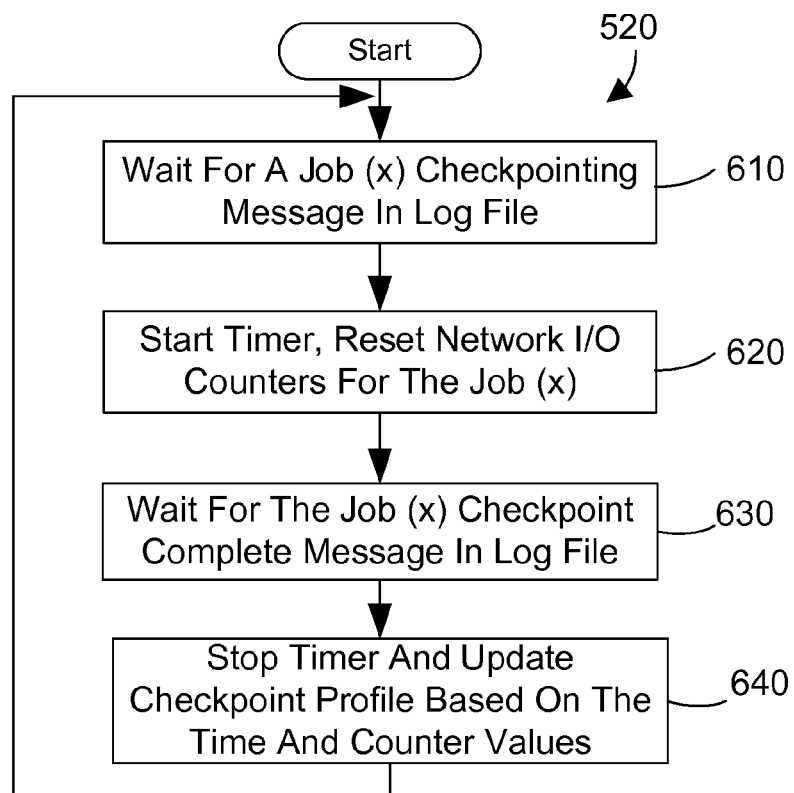 Start
520
Wait For A Job (x) Checkpointing
Message In Log File
610
Start Timer, Reset Network I/O
Counters For The Job (x)
620
Wait For The Job (x) Checkpoint
Complete Message In Log File
630
Stop Timer And Update
Checkpoint Profile Based On The
Time And Counter Values
640